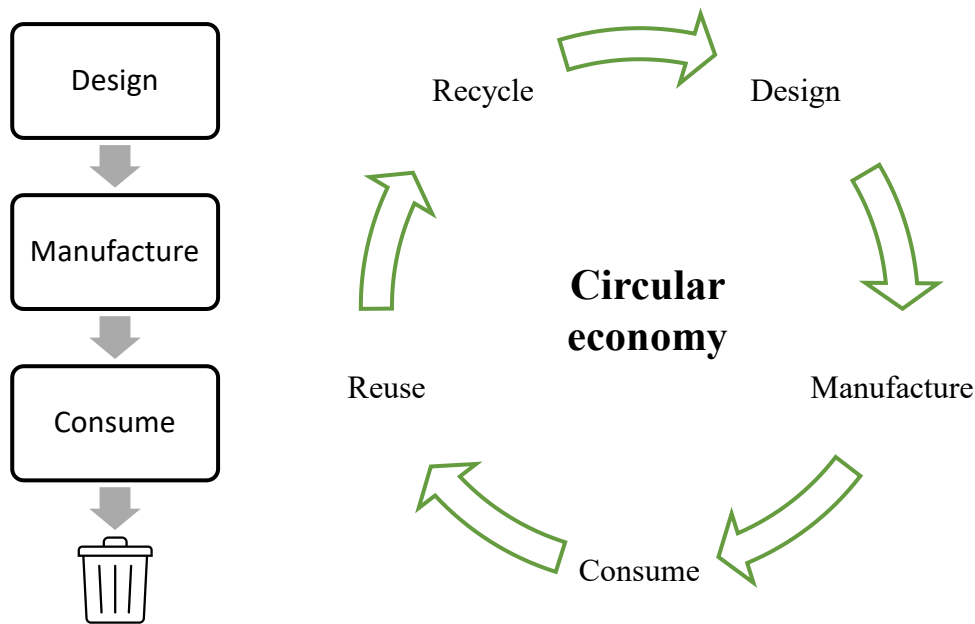 Design
Manufacture
Consume
Recycle
Design
Circular
economy
Reuse
Manufacture
Consume